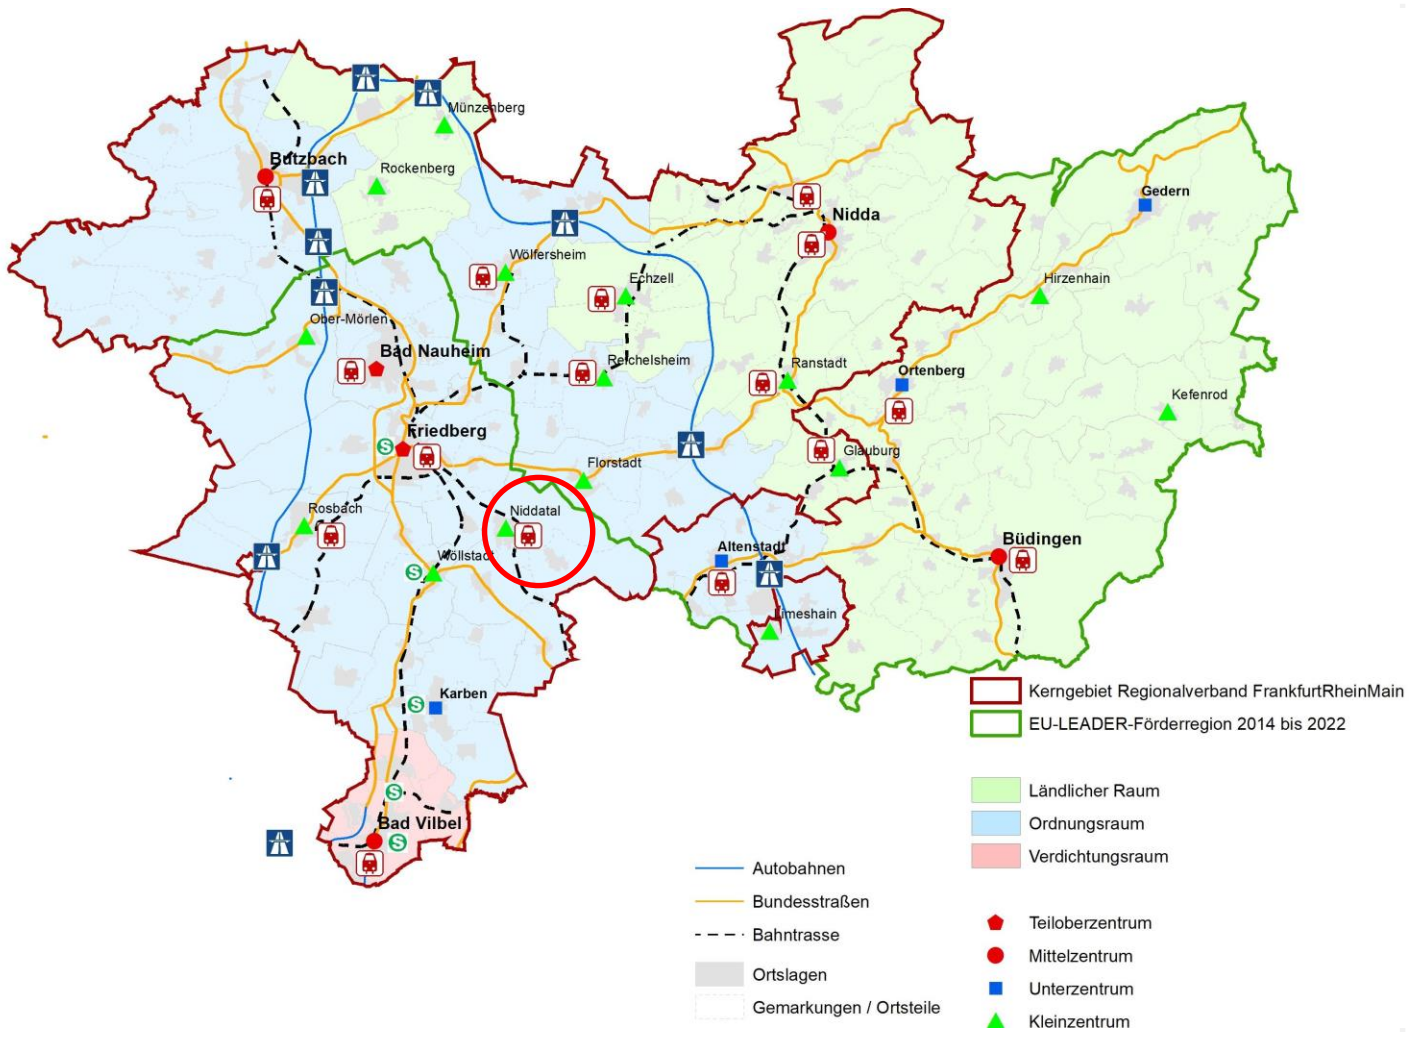 Münzenberg
Butzbach
Rockenberg
Gedern
Nidda
Wölfersheim
Echzell
Hirzenhain
Ober-Mörlen
Bad Nauheim
Reichelsheim
Ranstadt
Ortenberg
Kefenrod
Friedberg
S
Glauburg
Florstadt
Rosbach
Niddatal
Büdingen
Altenstadt
Wöllstadt
S
Limeshain
Karben
S
S
Bad Vilbel
S
Kerngebiet Regionalverband FrankfurtRheinMain
EU-LEADER-Förderregion 2014 bis 2022
Ländlicher Raum
Ordnungsraum
Verdichtungsraum
Autobahnen
Bundesstraßen
Bahntrasse
Ortslagen
Gemarkungen / Ortsteile
Teiloberzentrum
Mittelzentrum
Unterzentrum
Kleinzentrum